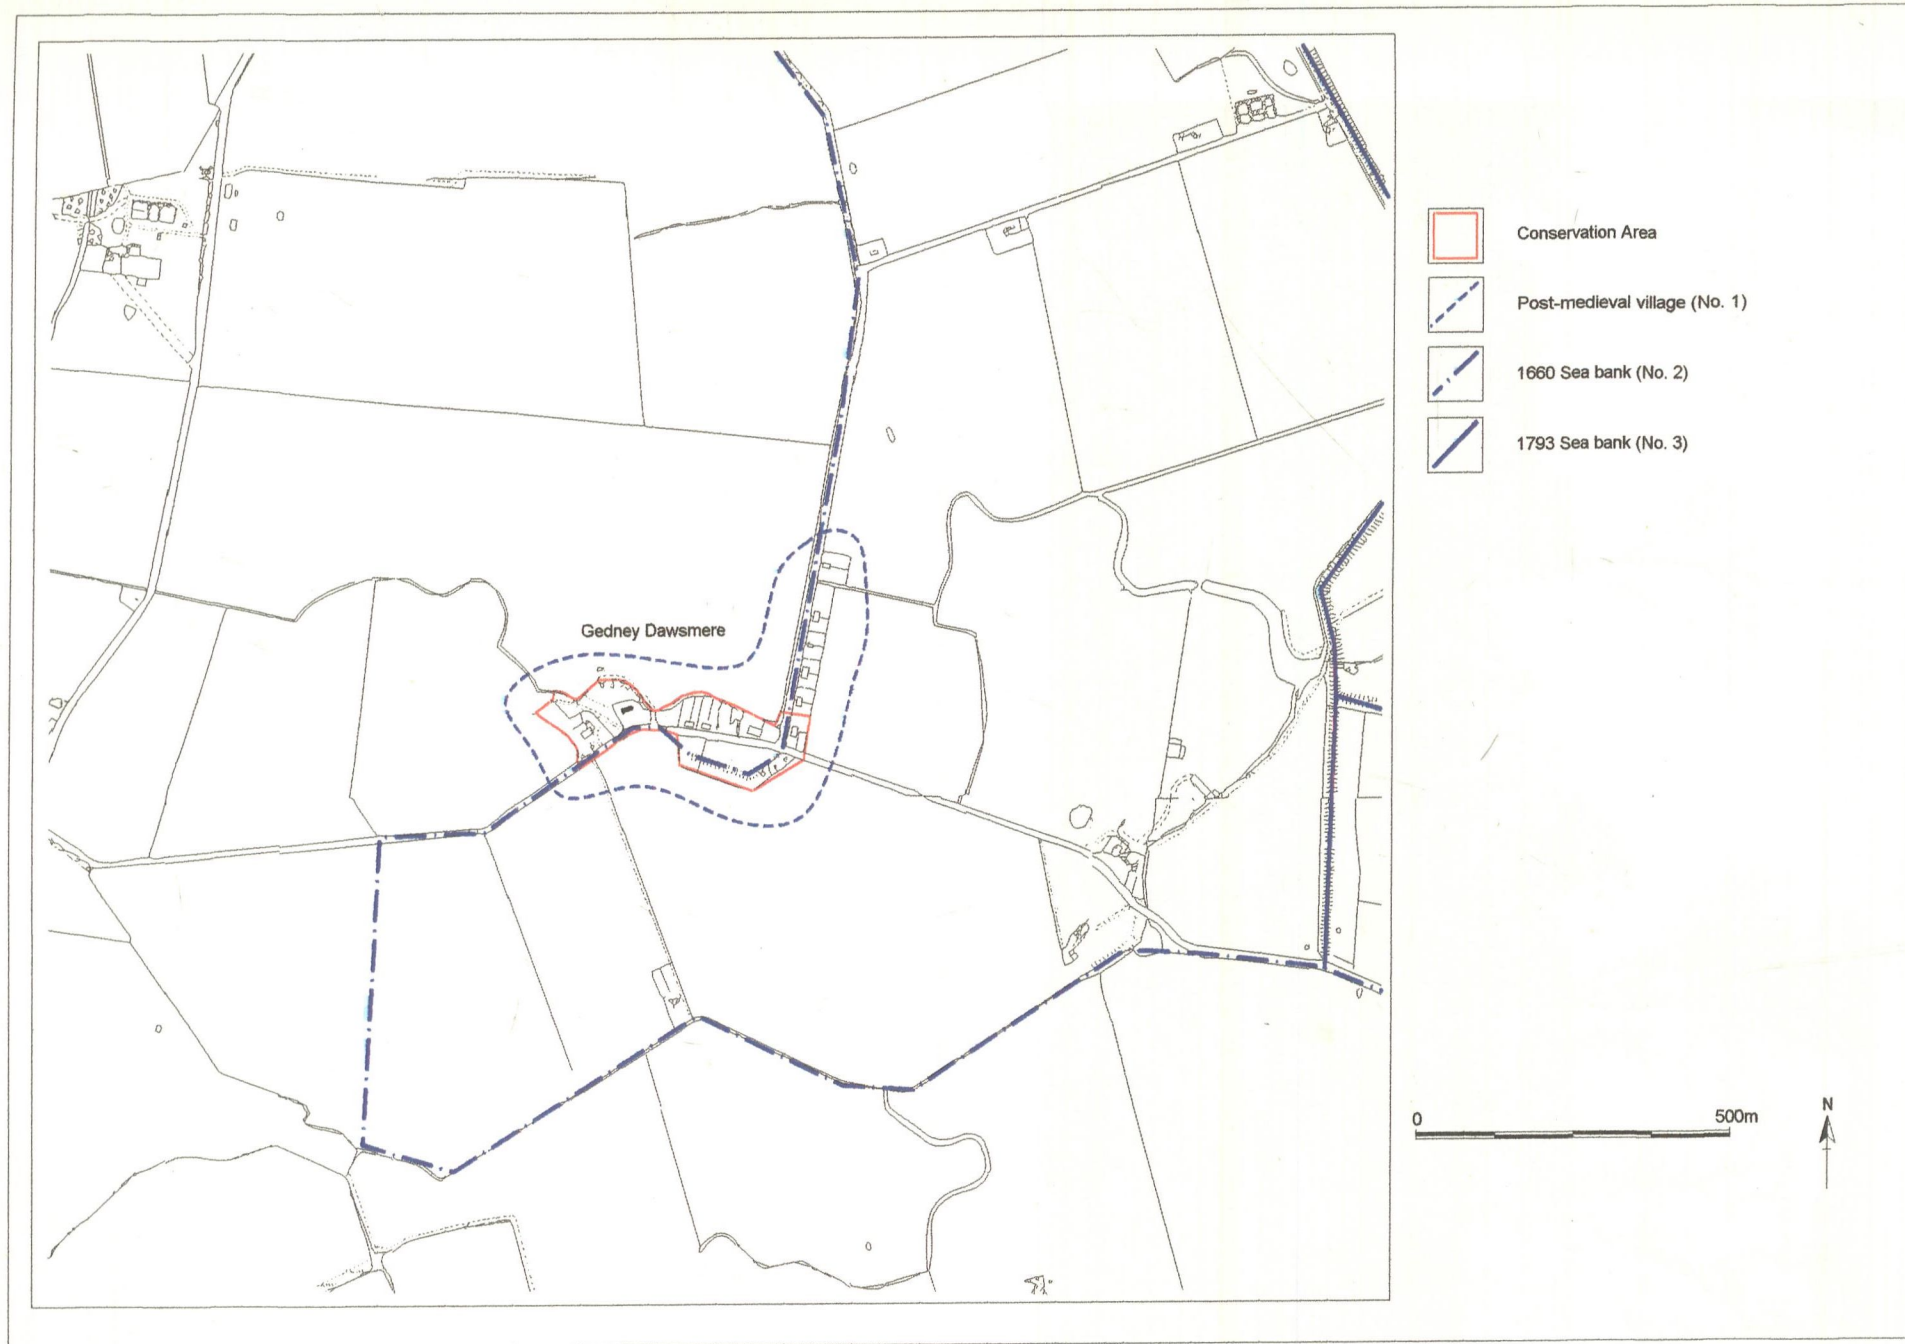 Gedney Dawsmere
Conservation Area
Post-medieval village (No. 1)
1660 Sea bank (No. 2)
1793 Sea bank (No. 3)
0 500m
N